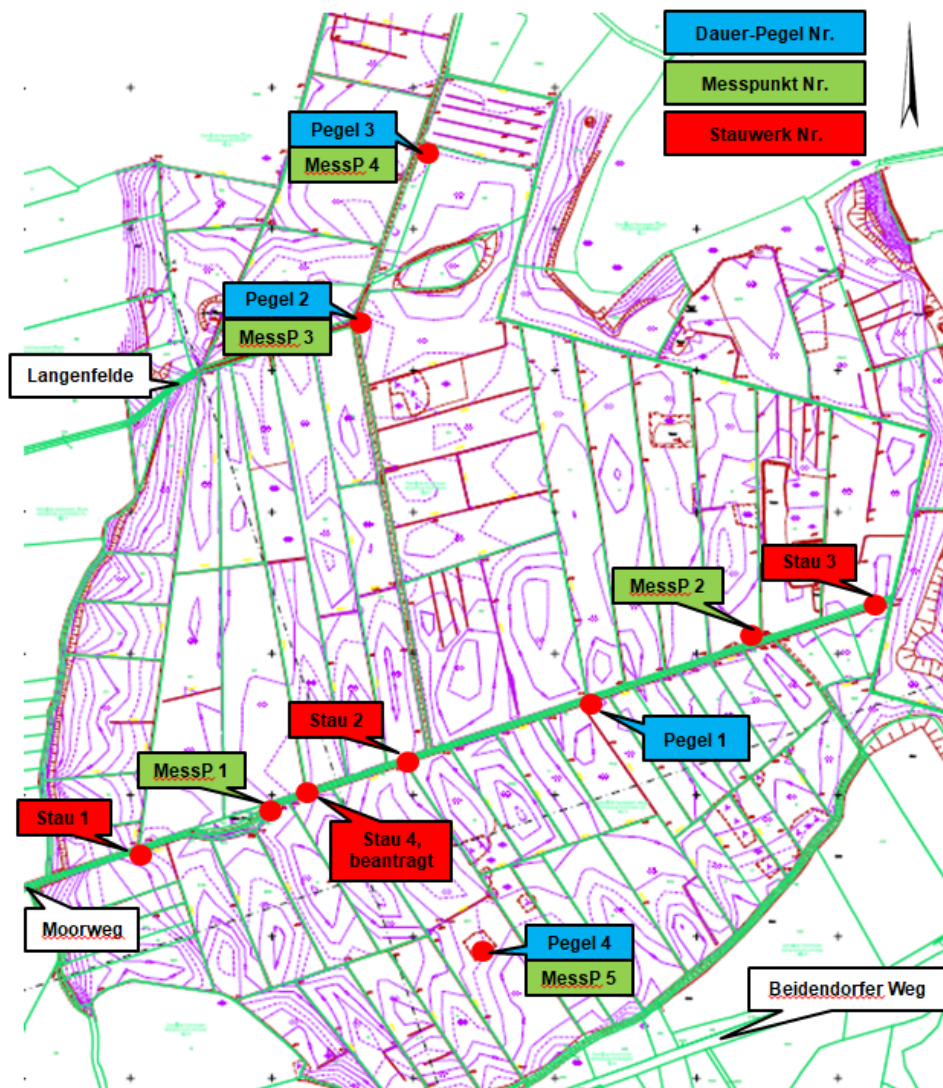 Dauer-Pegel Nr.
Messpunkt Nr.
Stauwerk Nr.
Pegel 3
MessP 4
Pegel 2
MessP 3
Langenfelde
Stau 3
MessP 2
Stau 2
Pegel 1
MessP 1
Stau 1
Stau 4,
beantragt
Moorweg
Pegel 4
MessP 5
Beidendorfer Weg